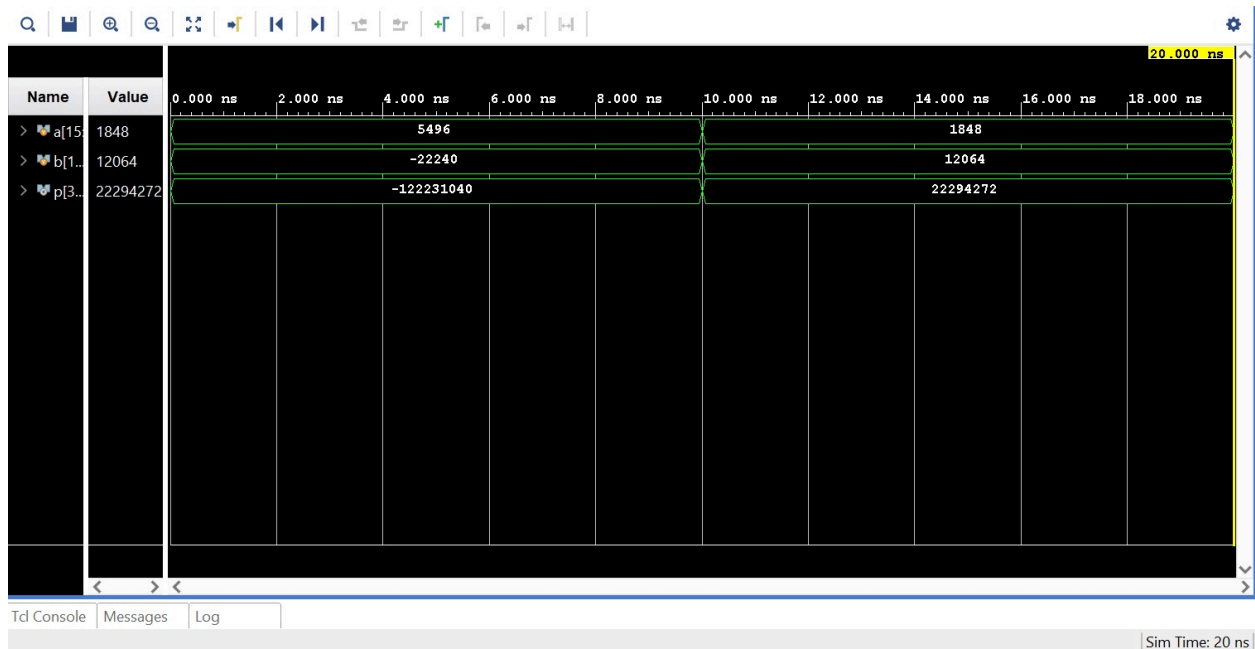 20.000 ns
Name Value 0.000 ns 2.000 ns 4.000 ns 6.000 ns 8.000 ns 10.000 ns 12.000 ns 14.000 ns 16.000 ns 18.000 ns
a[15: 1848 5496 1848
b[1... 12064 -22240 12064
p[3... 22294272 -122231040 22294272
Tcl Console Messages Log
Sim Time: 20 ns